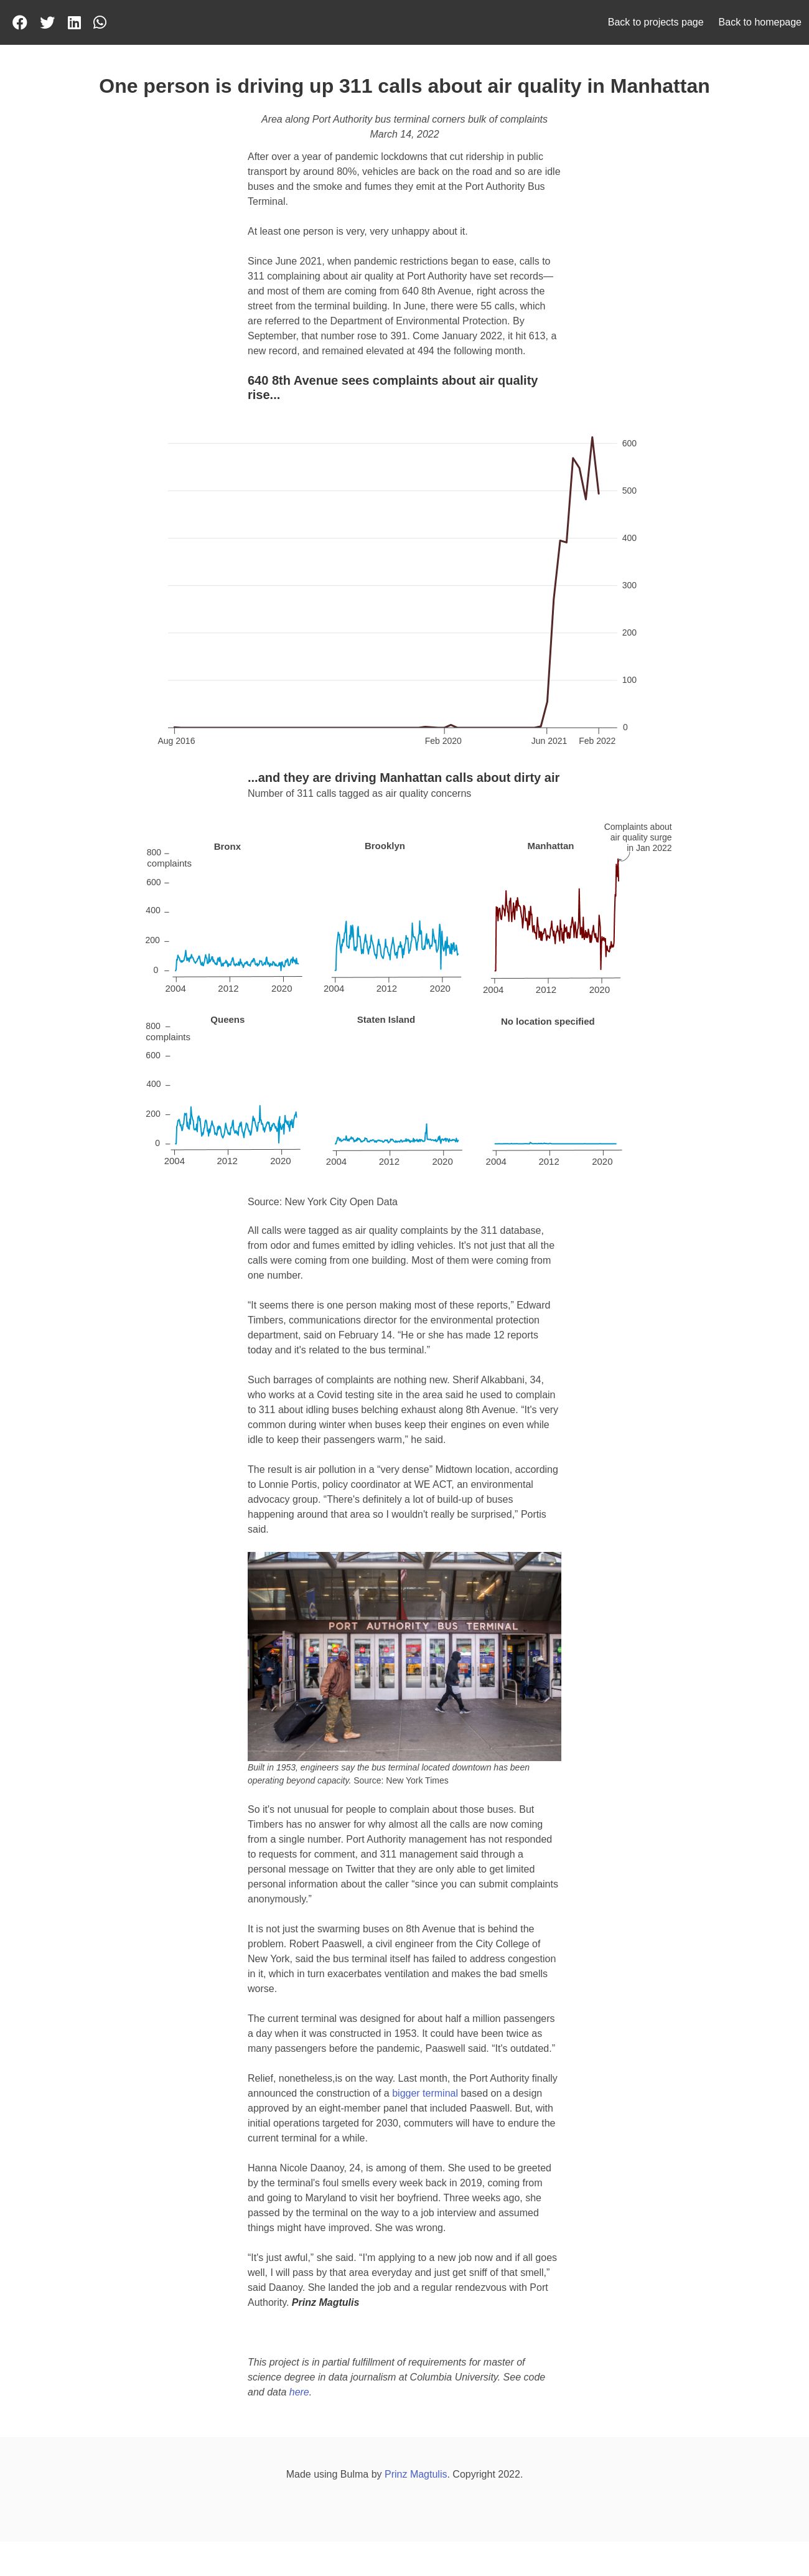 Back to projects page Back to homepage
One person is driving up 311 calls about air quality in Manhattan
Area along Port Authority bus terminal corners bulk of complaints
March 14, 2022
After over a year of pandemic lockdowns that cut ridership in public
transport by around 80%, vehicles are back on the road and so are idle
buses and the smoke and fumes they emit at the Port Authority Bus
Terminal.
At least one person is very, very unhappy about it.
Since June 2021, when pandemic restrictions began to ease, calls to
311 complaining about air quality at Port Authority have set records—
and most of them are coming from 640 8th Avenue, right across the
street from the terminal building. In June, there were 55 calls, which
are referred to the Department of Environmental Protection. By
September, that number rose to 391. Come January 2022, it hit 613, a
new record, and remained elevated at 494 the following month.
640 8th Avenue sees complaints about air quality
rise...
600
500
400
300
200
100
0
Aug 2016 Feb 2020 Jun 2021 Feb 2022
...and they are driving Manhattan calls about dirty air
Number of 311 calls tagged as air quality concerns
Complaints about
air quality surge
in Jan 2022
Bronx Brooklyn Manhattan
800
complaints
600
400
200
0
2004 2012 2020 2004 2012 2020 2004 2012 2020
Queens Staten Island No location specified
800
complaints
600
400
200
0
2004 2012 2020 2004 2012 2020 2004 2012 2020
Source: New York City Open Data
All calls were tagged as air quality complaints by the 311 database,
from odor and fumes emitted by idling vehicles. It's not just that all the
calls were coming from one building. Most of them were coming from
one number.
“It seems there is one person making most of these reports,” Edward
Timbers, communications director for the environmental protection
department, said on February 14. “He or she has made 12 reports
today and it's related to the bus terminal.”
Such barrages of complaints are nothing new. Sherif Alkabbani, 34,
who works at a Covid testing site in the area said he used to complain
to 311 about idling buses belching exhaust along 8th Avenue. “It's very
common during winter when buses keep their engines on even while
idle to keep their passengers warm,” he said.
The result is air pollution in a “very dense” Midtown location, according
to Lonnie Portis, policy coordinator at WE ACT, an environmental
advocacy group. “There's definitely a lot of build-up of buses
happening around that area so I wouldn't really be surprised,” Portis
said.
PORT AUTHORITY BUS TERMINAL
Built in 1953, engineers say the bus terminal located downtown has been
operating beyond capacity. Source: New York Times
So it's not unusual for people to complain about those buses. But
Timbers has no answer for why almost all the calls are now coming
from a single number. Port Authority management has not responded
to requests for comment, and 311 management said through a
personal message on Twitter that they are only able to get limited
personal information about the caller “since you can submit complaints
anonymously.”
It is not just the swarming buses on 8th Avenue that is behind the
problem. Robert Paaswell, a civil engineer from the City College of
New York, said the bus terminal itself has failed to address congestion
in it, which in turn exacerbates ventilation and makes the bad smells
worse.
The current terminal was designed for about half a million passengers
a day when it was constructed in 1953. It could have been twice as
many passengers before the pandemic, Paaswell said. “It's outdated.”
Relief, nonetheless,is on the way. Last month, the Port Authority finally
announced the construction of a bigger terminal based on a design
approved by an eight-member panel that included Paaswell. But, with
initial operations targeted for 2030, commuters will have to endure the
current terminal for a while.
Hanna Nicole Daanoy, 24, is among of them. She used to be greeted
by the terminal's foul smells every week back in 2019, coming from
and going to Maryland to visit her boyfriend. Three weeks ago, she
passed by the terminal on the way to a job interview and assumed
things might have improved. She was wrong.
“It's just awful,” she said. “I'm applying to a new job now and if all goes
well, I will pass by that area everyday and just get sniff of that smell,”
said Daanoy. She landed the job and a regular rendezvous with Port
Authority. Prinz Magtulis
This project is in partial fulfillment of requirements for master of
science degree in data journalism at Columbia University. See code
and data here.
Made using Bulma by Prinz Magtulis. Copyright 2022.